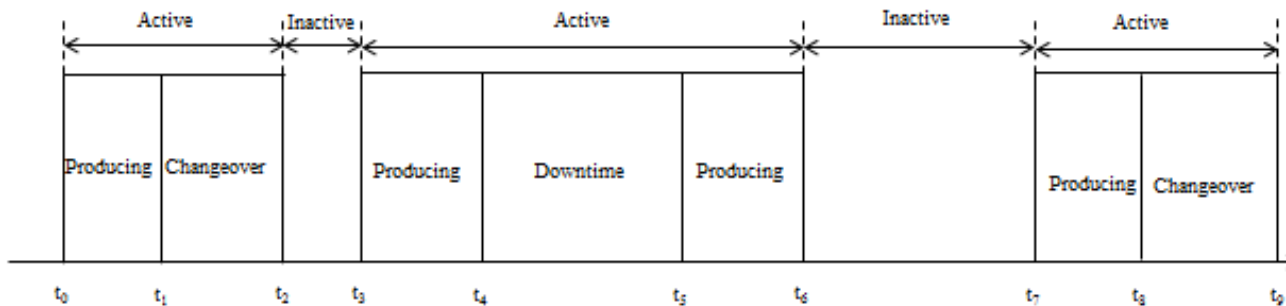 Active Inactive Active Inactive Active
Producing Changeover Producing Downtime Producing Producing Changeover
t₀ t₁ t₂ t₃ t₄ t₅ t₆ t₇ t₈ t₉